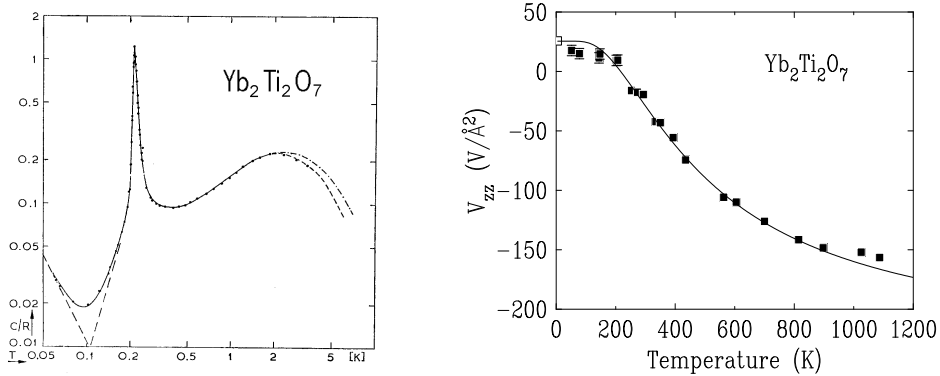 2
1
0.5
0.2
0.1
0.05
0.02
C/R
0.01
T
0.05 0.1 0.2 0.5 1 2 5 [K]
Yb₂Ti₂O₇
50
0
−50
−100
−150
−200
V_zz (V/Å²)
Yb₂Ti₂O₇
0 200 400 600 800 1000 1200
Temperature (K)